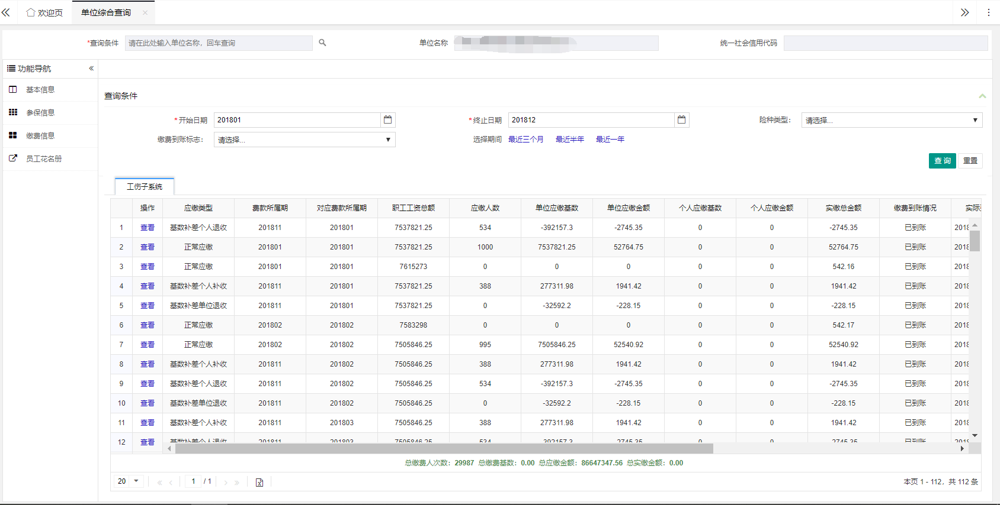 欢迎页 单位综合查询 ×
*查询条件 请在此处输入单位名称，回车查询 单位名称 统一社会信用代码
功能导航 «
基本信息
参保信息
缴费信息
员工花名册
查询条件
*开始日期 201801 *终止日期 201812 险种类型： 请选择...
缴费到账标志： 请选择... 选择期间 最近三个月 最近半年 最近一年
查询 重置
工伤子系统
操作 应缴类型 费款所属期 对应费款所属期 职工工资总额 应缴人数 单位应缴基数 单位应缴金额 个人应缴基数 个人应缴金额 实缴总金额 缴费到账情况 实际
1 查看 基数补差个人退收 201811 201801 7537821.25 534 -392157.3 -2745.35 0 0 -2745.35 已到账 2018
2 查看 正常应缴 201801 201801 7537821.25 1000 7537821.25 52764.75 0 0 52764.75 已到账 2018
3 查看 正常应缴 201801 201801 7615273 0 0 0 0 0 542.16 已到账 2018
4 查看 基数补差个人补收 201811 201801 7537821.25 388 277311.98 1941.42 0 0 1941.42 已到账 2018
5 查看 基数补差单位退收 201811 201801 7537821.25 0 -32592.2 -228.15 0 0 -228.15 已到账 2018
6 查看 正常应缴 201802 201802 7583298 0 0 0 0 0 542.17 已到账 2018
7 查看 正常应缴 201802 201802 7505846.25 995 7505846.25 52540.92 0 0 52540.92 已到账 2018
8 查看 基数补差个人补收 201811 201802 7505846.25 388 277311.98 1941.42 0 0 1941.42 已到账 2018
9 查看 基数补差个人退收 201811 201802 7505846.25 534 -392157.3 -2745.35 0 0 -2745.35 已到账 2018
10 查看 基数补差单位退收 201811 201802 7505846.25 0 -32592.2 -228.15 0 0 -228.15 已到账 2018
11 查看 基数补差个人补收 201811 201803 7505846.25 388 277311.98 1941.42 0 0 1941.42 已到账 2018
12 查看 基数补差个人退收 201811 201803 7505846.25 534 -392157.3 -2745.35 0 0 -2745.35 已到账 2018
总缴费人次数：29987 总缴费基数：0.00 总应缴金额：86647347.56 总实缴金额：0.00
20 1 / 1 本页 1 - 112，共 112 条